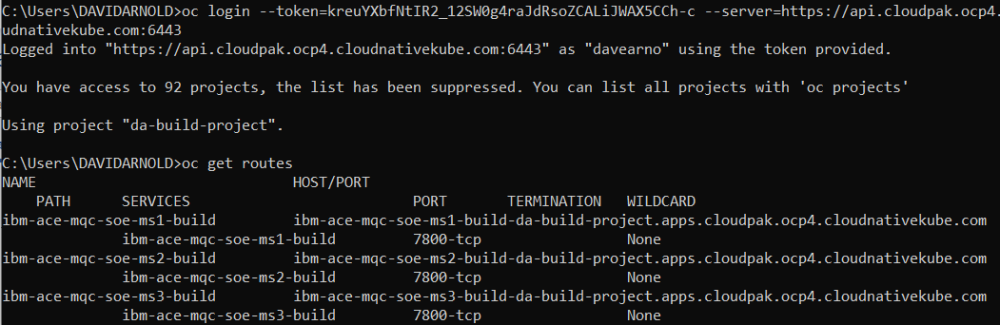 C:\Users\DAVIDARNOLD>oc login --token=kreuYXbfNtIR2_12SW0g4raJdRsoZCALiJWAX5CCh-c --server=https://api.cloudpak.ocp4.clo
udnativekube.com:6443
Logged into "https://api.cloudpak.ocp4.cloudnativekube.com:6443" as "davearno" using the token provided.
You have access to 92 projects, the list has been suppressed. You can list all projects with 'oc projects'
Using project "da-build-project".
C:\Users\DAVIDARNOLD>oc get routes
NAME HOST/PORT
PATH SERVICES PORT TERMINATION WILDCARD
ibm-ace-mqc-soe-ms1-build ibm-ace-mqc-soe-ms1-build-da-build-project.apps.cloudpak.ocp4.cloudnativekube.com
ibm-ace-mqc-soe-ms1-build 7800-tcp None
ibm-ace-mqc-soe-ms2-build ibm-ace-mqc-soe-ms2-build-da-build-project.apps.cloudpak.ocp4.cloudnativekube.com
ibm-ace-mqc-soe-ms2-build 7800-tcp None
ibm-ace-mqc-soe-ms3-build ibm-ace-mqc-soe-ms3-build-da-build-project.apps.cloudpak.ocp4.cloudnativekube.com
ibm-ace-mqc-soe-ms3-build 7800-tcp None